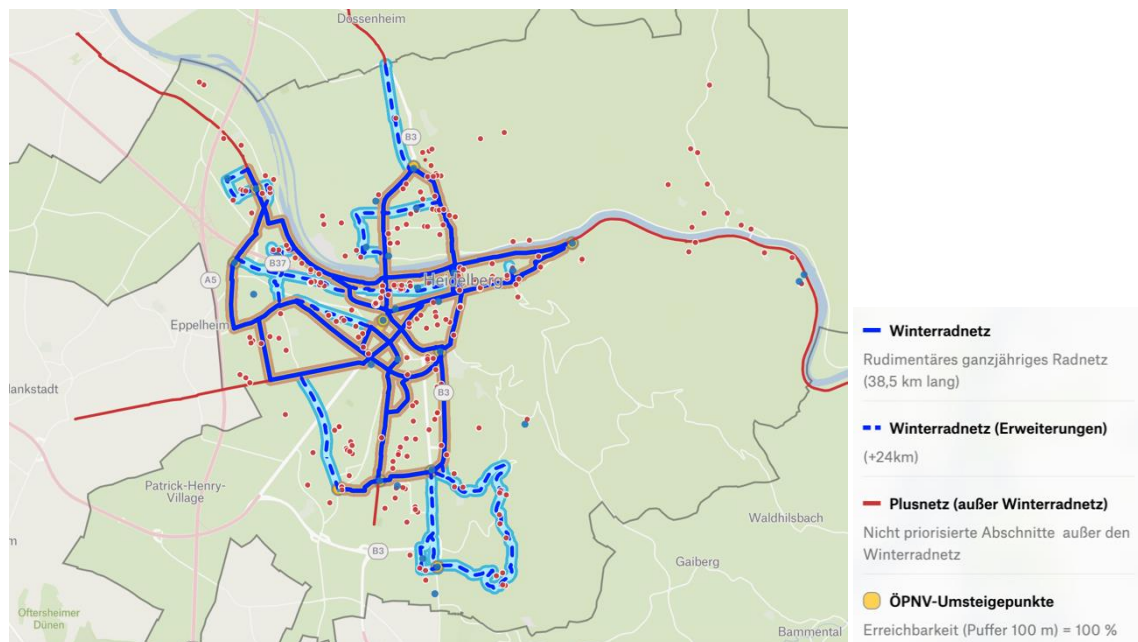 Dossenheim
B3
B37
Heidelberg
A5
Eppelheim
lankstadt
B3
Patrick-Henry-
Village
Waldhilsbach
B3
Gaiberg
Oftersheimer
Dünen
Bammental
Winterradnetz
Rudimentäres ganzjähriges Radnetz
(38,5 km lang)
Winterradnetz (Erweiterungen)
(+24km)
Plusnetz (außer Winterradnetz)
Nicht priorisierte Abschnitte außer den
Winterradnetz
ÖPNV-Umsteigepunkte
Erreichbarkeit (Puffer 100 m) = 100 %